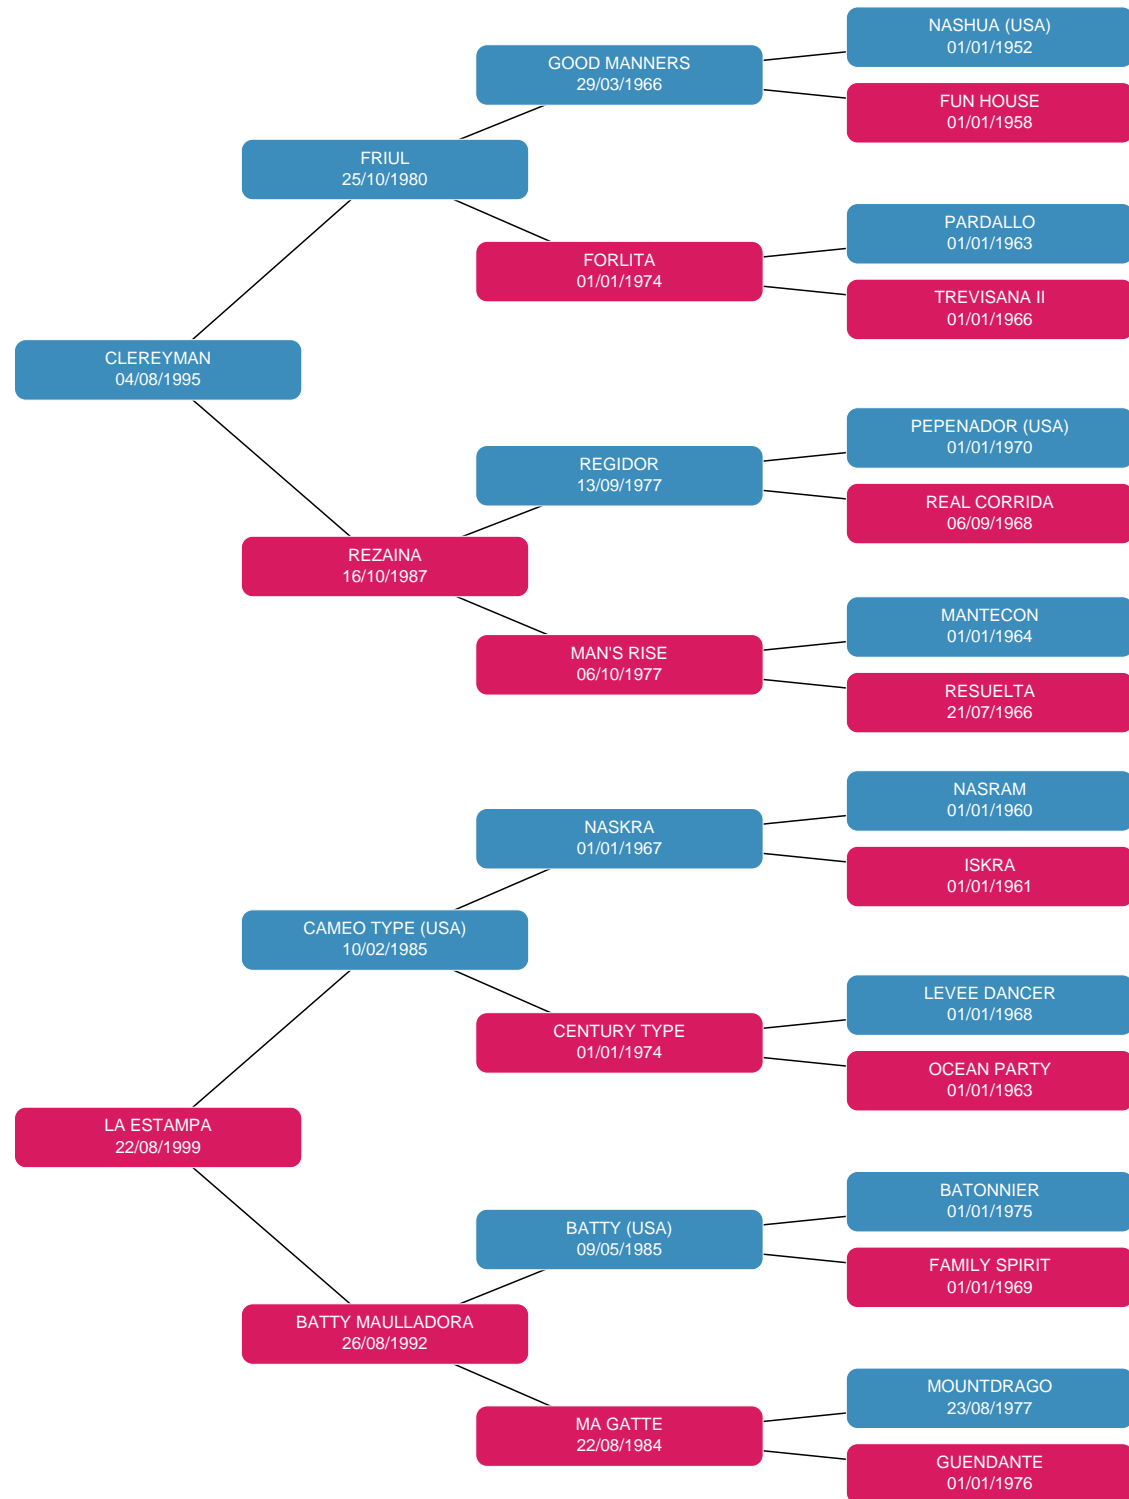 NASHUA (USA)
01/01/1952
GOOD MANNERS
29/03/1966
FUN HOUSE
01/01/1958
FRIUL
25/10/1980
PARDALLO
01/01/1963
FORLITA
01/01/1974
TREVISANA II
01/01/1966
CLEREYMAN
04/08/1995
PEPENADOR (USA)
01/01/1970
REGIDOR
13/09/1977
REAL CORRIDA
06/09/1968
REZAINA
16/10/1987
MANTECON
01/01/1964
MAN'S RISE
06/10/1977
RESUELTA
21/07/1966
NASRAM
01/01/1960
NASKRA
01/01/1967
ISKRA
01/01/1961
CAMEO TYPE (USA)
10/02/1985
LEVEE DANCER
01/01/1968
CENTURY TYPE
01/01/1974
OCEAN PARTY
01/01/1963
LA ESTAMPA
22/08/1999
BATONNIER
01/01/1975
BATTY (USA)
09/05/1985
FAMILY SPIRIT
01/01/1969
BATTY MAULLADORA
26/08/1992
MOUNTDRAGO
23/08/1977
MA GATTE
22/08/1984
GUENDANTE
01/01/1976